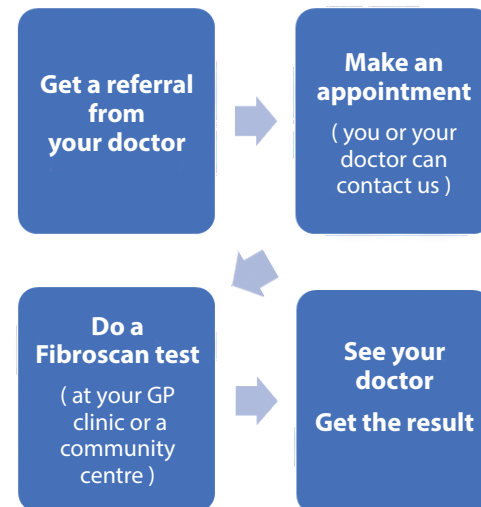 Get a referral
from
your doctor
Make an
appointment
( you or your
doctor can
contact us )
Do a
Fibroscan test
( at your GP
clinic or a
community
centre )
See your
doctor
Get the result